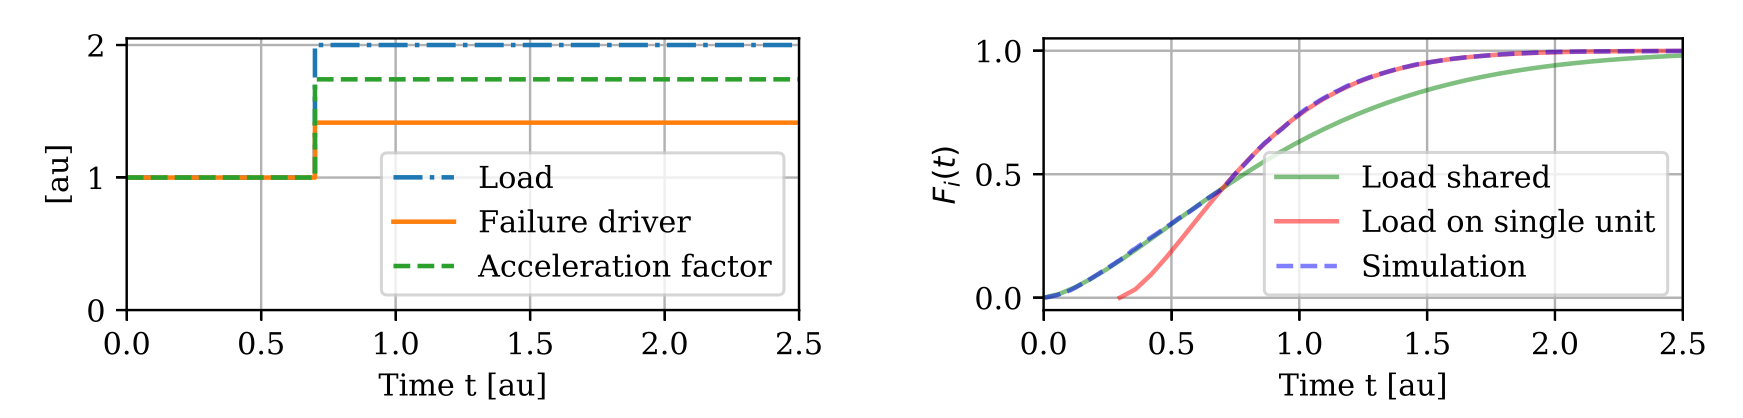 2
1
0
[au]
0.0 0.5 1.0 1.5 2.0 2.5
Time t [au]
Load
Failure driver
Acceleration factor
1.0
0.5
0.0
F_i(t)
0.0 0.5 1.0 1.5 2.0 2.5
Time t [au]
Load shared
Load on single unit
Simulation